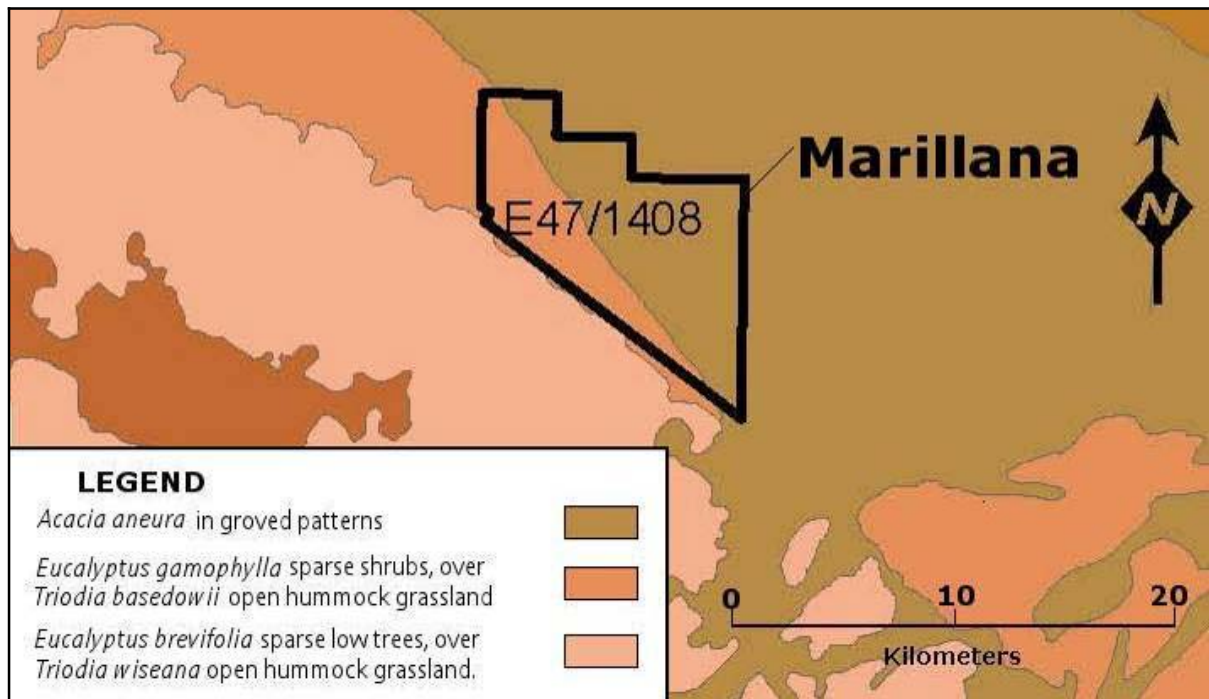 Marillana
N
E47/1408
LEGEND
Acacia aneura in groved patterns
Eucalyptus gamophylla sparse shrubs, over
Triodia basedowii open hummock grassland
Eucalyptus brevifolia sparse low trees, over
Triodia wiseana open hummock grassland.
0 10 20
Kilometers